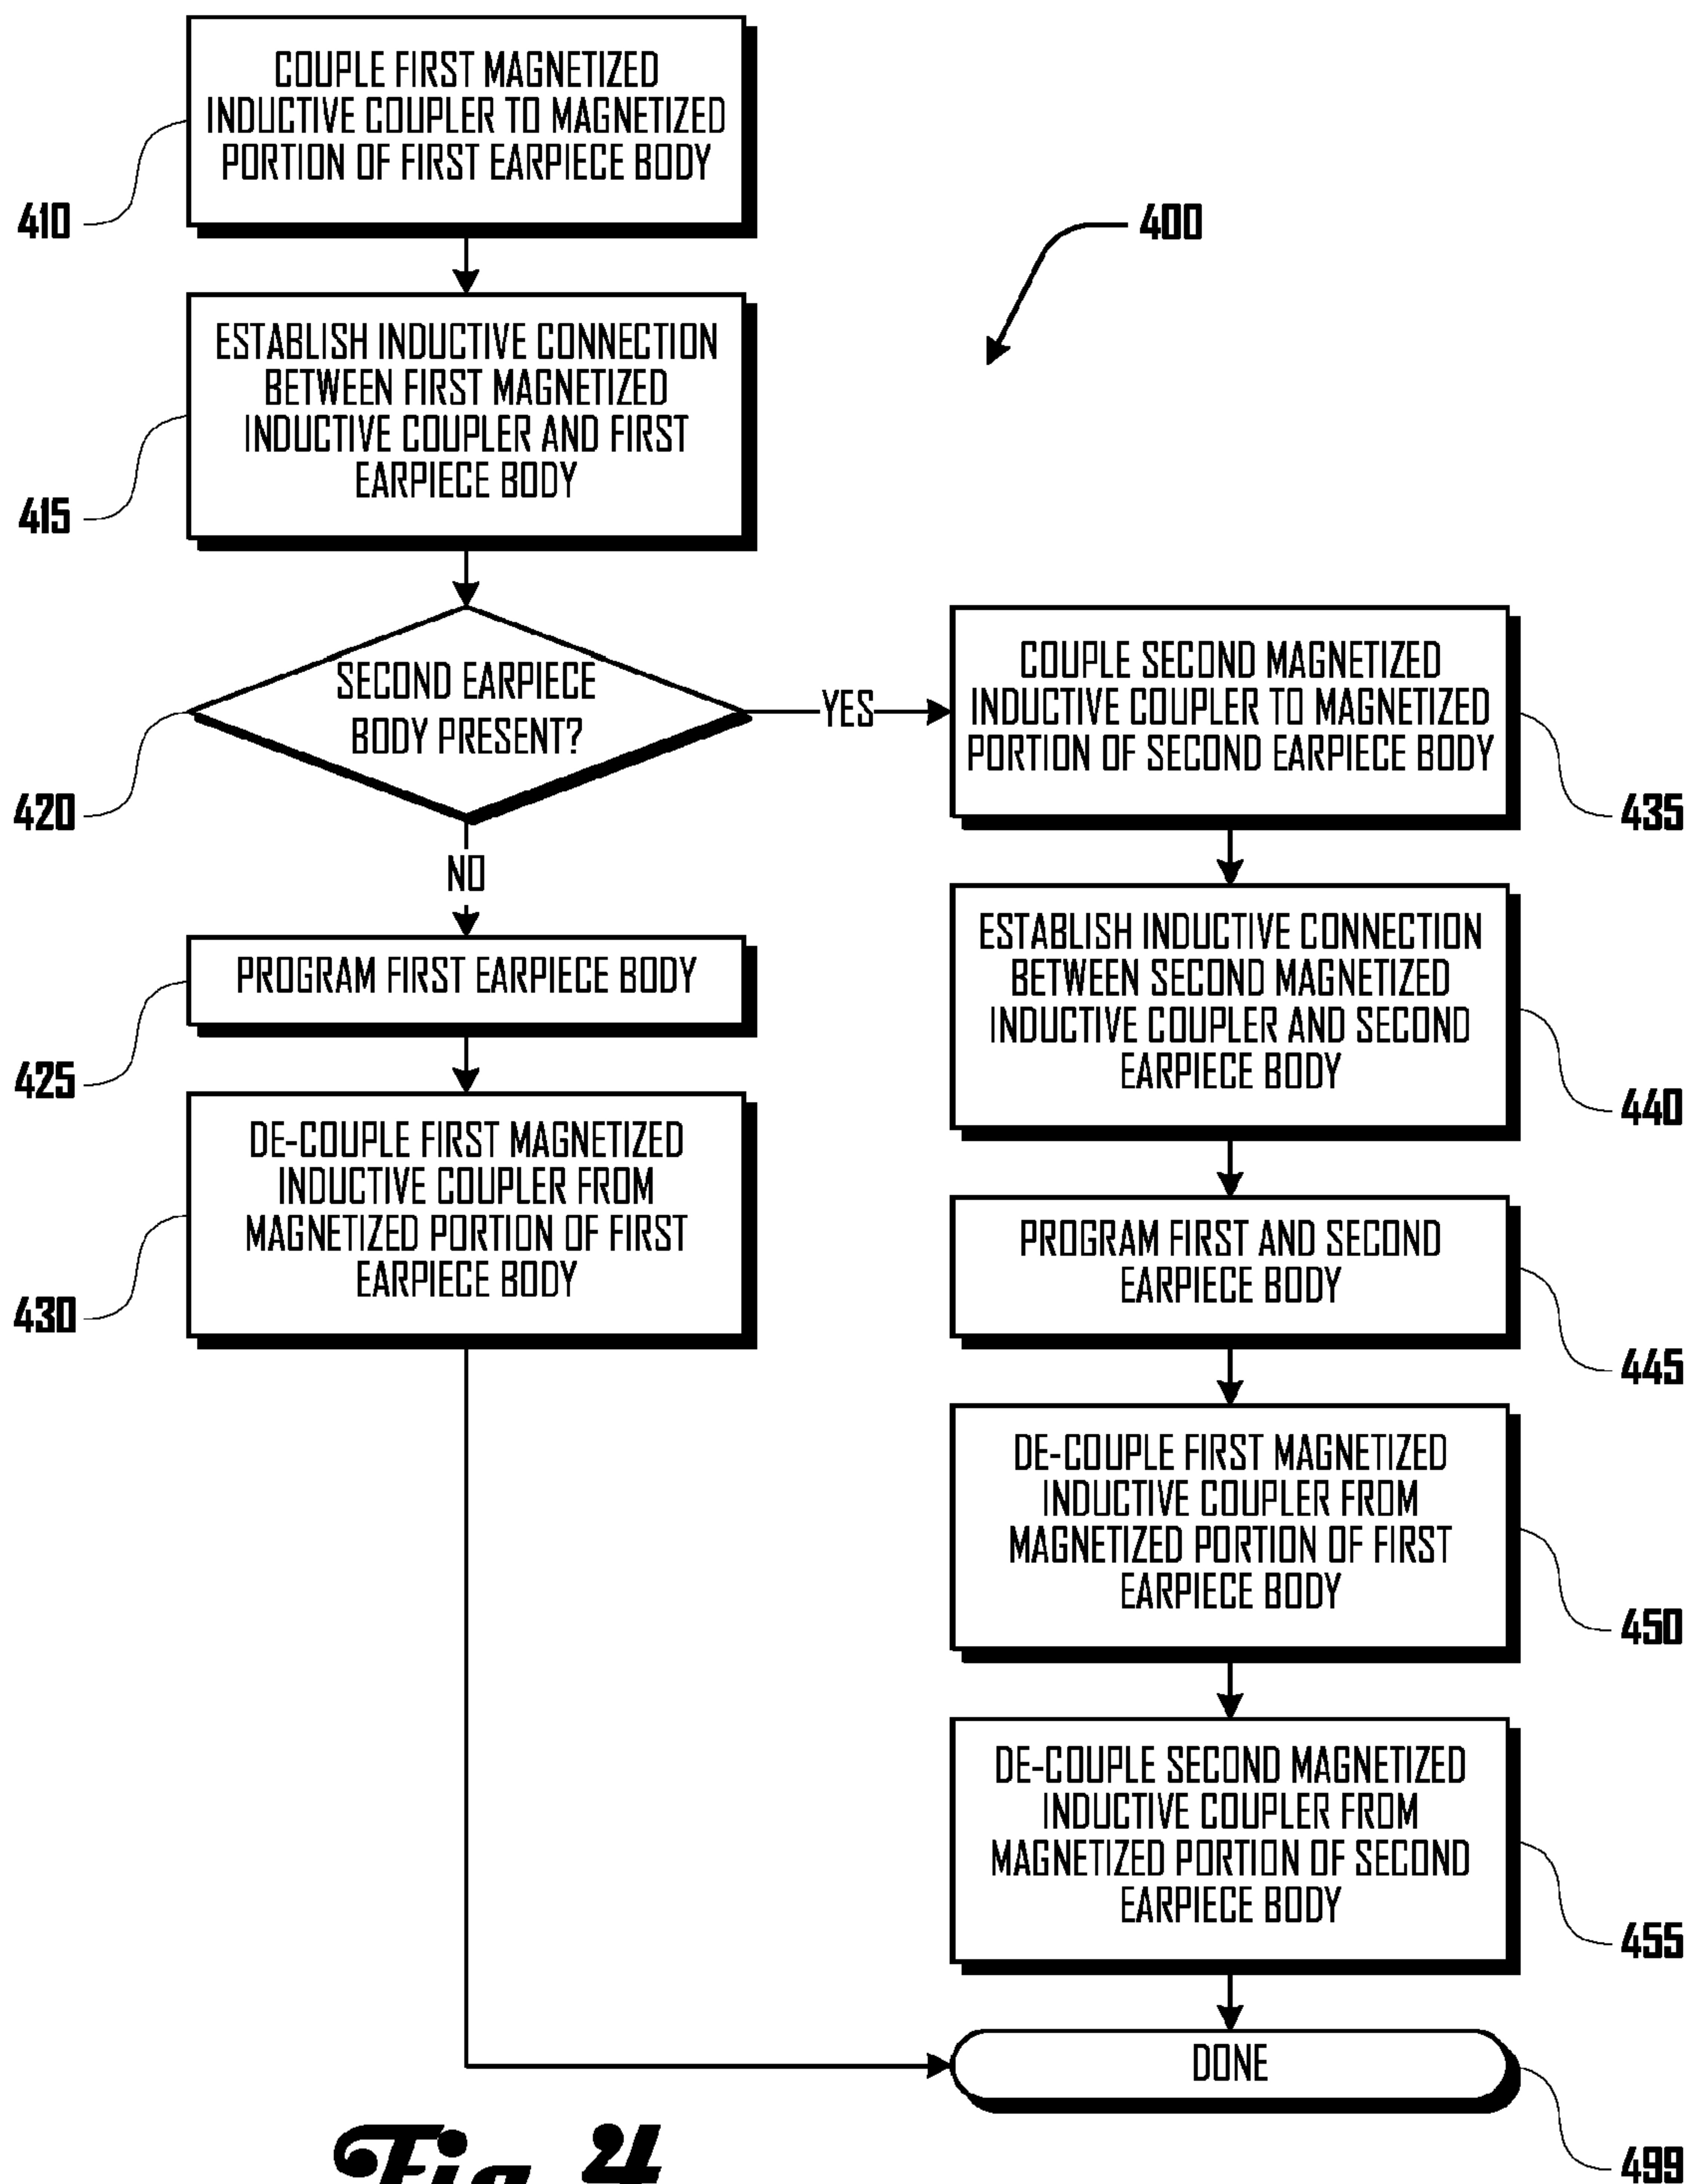 COUPLE FIRST MAGNETIZED
INDUCTIVE COUPLER TO MAGNETIZED
PORTION OF FIRST EARPIECE BODY
410
400
ESTABLISH INDUCTIVE CONNECTION
BETWEEN FIRST MAGNETIZED
INDUCTIVE COUPLER AND FIRST
EARPIECE BODY
415
SECOND EARPIECE
BODY PRESENT?
420
YES
NO
PROGRAM FIRST EARPIECE BODY
425
DE-COUPLE FIRST MAGNETIZED
INDUCTIVE COUPLER FROM
MAGNETIZED PORTION OF FIRST
EARPIECE BODY
430
COUPLE SECOND MAGNETIZED
INDUCTIVE COUPLER TO MAGNETIZED
PORTION OF SECOND EARPIECE BODY
435
ESTABLISH INDUCTIVE CONNECTION
BETWEEN SECOND MAGNETIZED
INDUCTIVE COUPLER AND SECOND
EARPIECE BODY
440
PROGRAM FIRST AND SECOND
EARPIECE BODY
445
DE-COUPLE FIRST MAGNETIZED
INDUCTIVE COUPLER FROM
MAGNETIZED PORTION OF FIRST
EARPIECE BODY
450
DE-COUPLE SECOND MAGNETIZED
INDUCTIVE COUPLER FROM
MAGNETIZED PORTION OF SECOND
EARPIECE BODY
455
DONE
499
Fig. 4